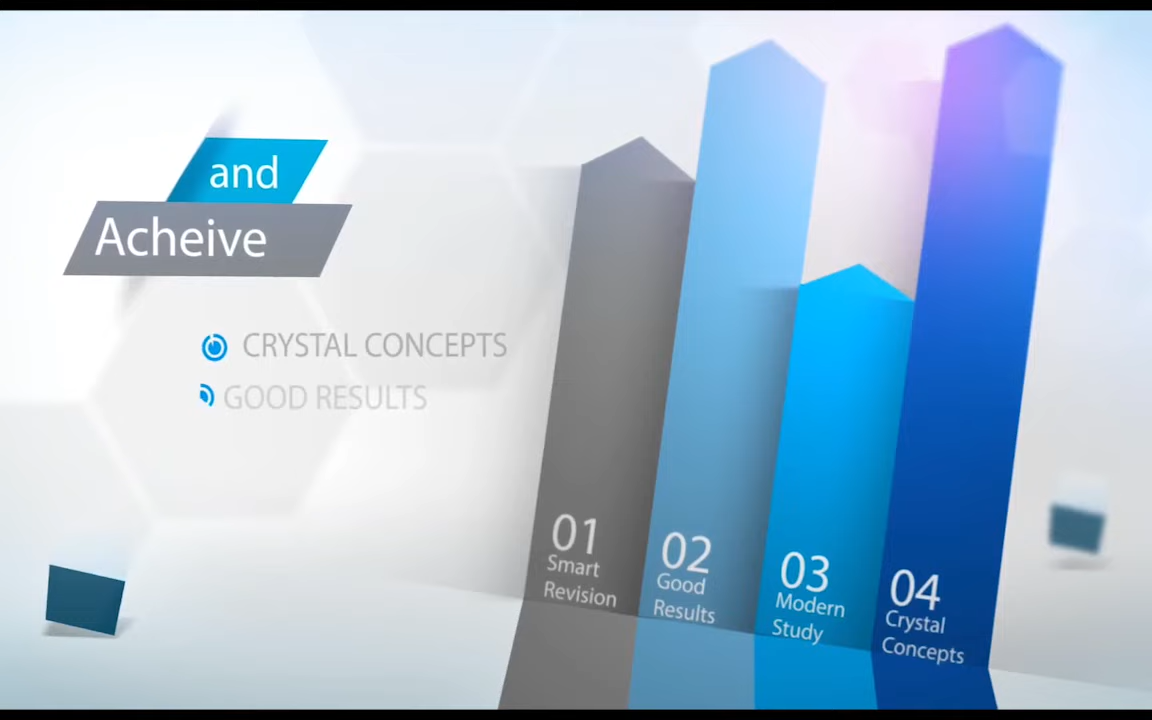 and
Acheive
CRYSTAL CONCEPTS
GOOD RESULTS
01
Smart
Revision
02
Good
Results
03
Modern
Study
04
Crystal
Concepts